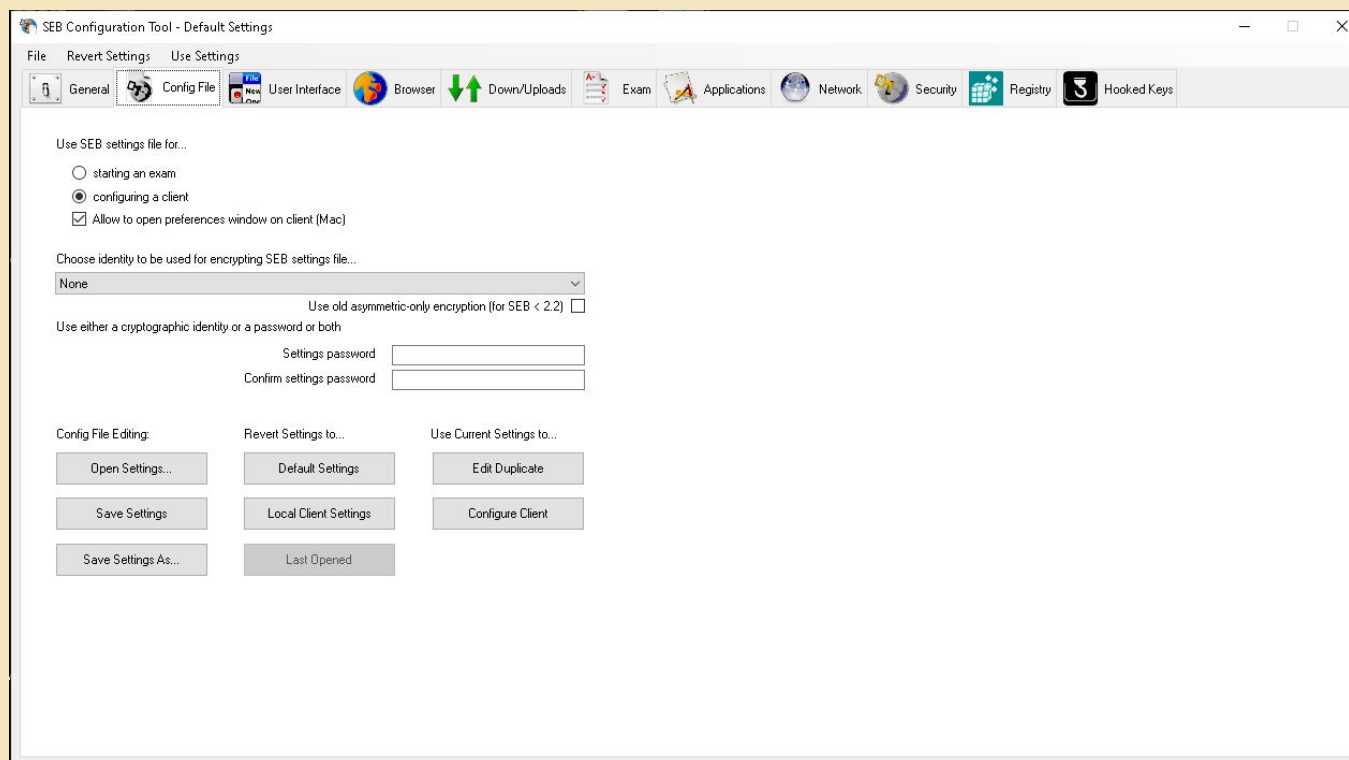 SEB Configuration Tool - Default Settings
File Revert Settings Use Settings
General Config File User Interface Browser Down/Uploads Exam Applications Network Security Registry Hooked Keys
Use SEB settings file for...
starting an exam
configuring a client
Allow to open preferences window on client (Mac)
Choose identity to be used for encrypting SEB settings file...
None
Use old asymmetric-only encryption (for SEB < 2.2)
Use either a cryptographic identity or a password or both
Settings password
Confirm settings password
Config File Editing: Revert Settings to... Use Current Settings to...
Open Settings... Default Settings Edit Duplicate
Save Settings Local Client Settings Configure Client
Save Settings As... Last Opened